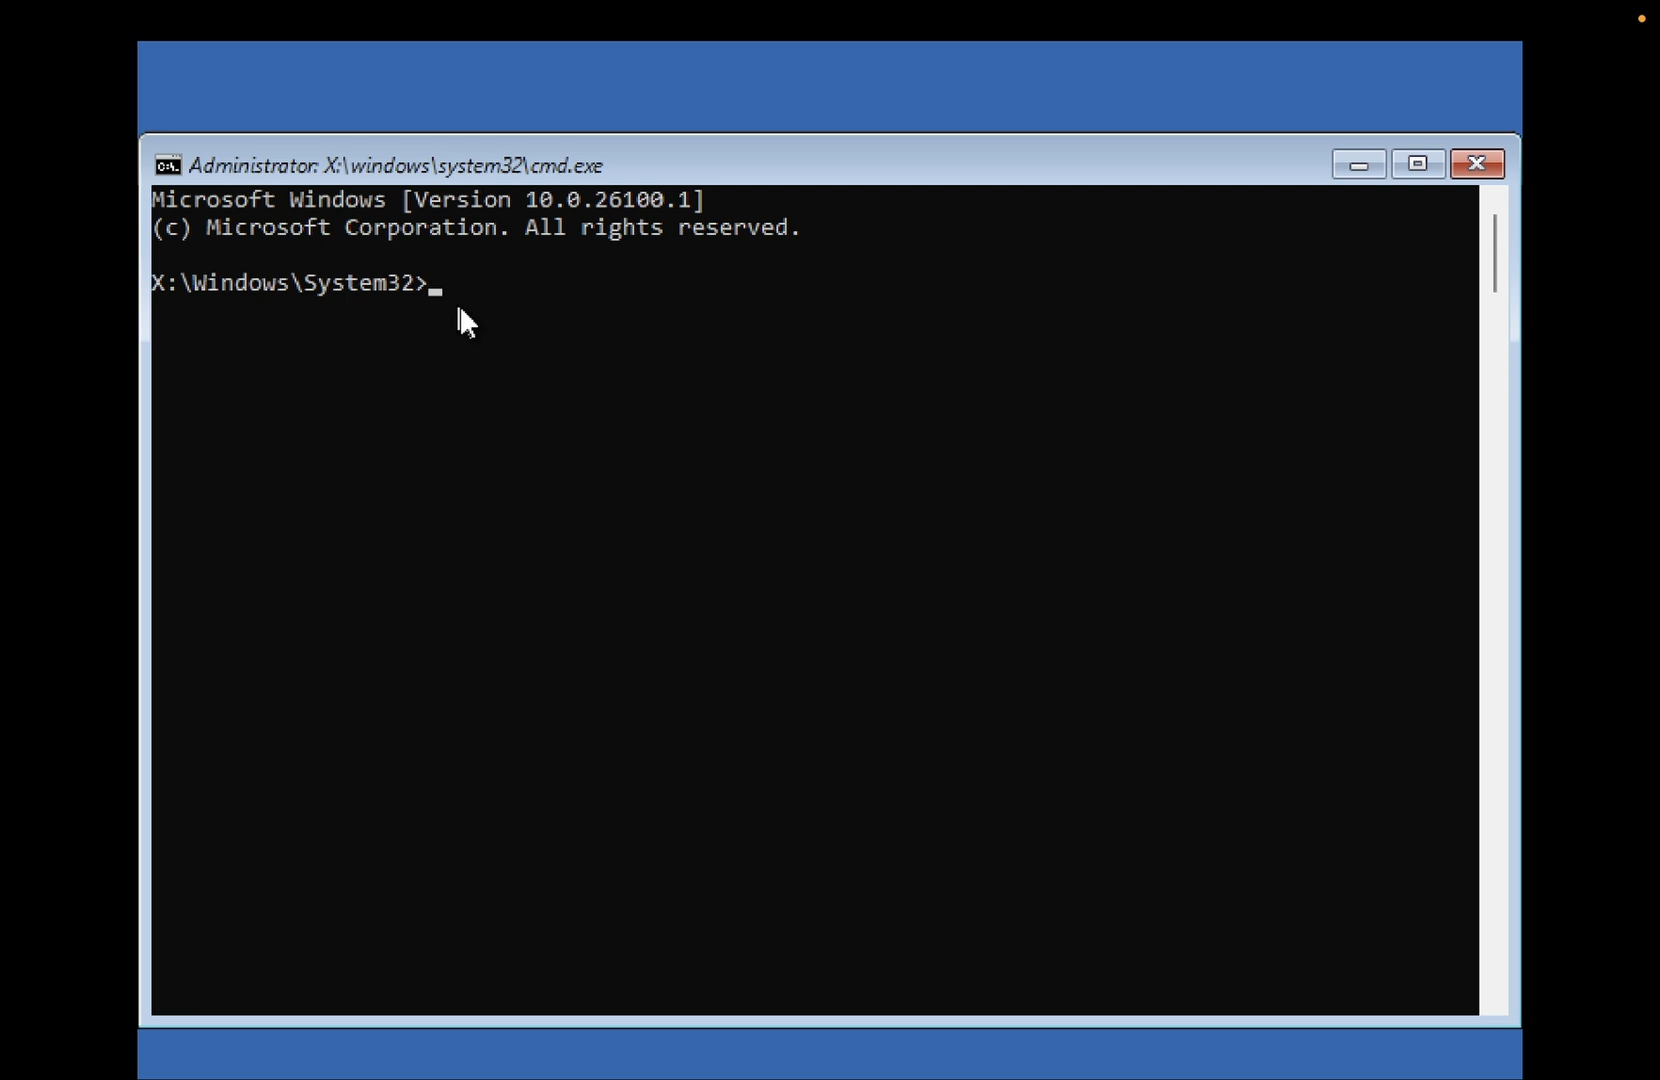 Administrator: X:\windows\system32\cmd.exe
Microsoft Windows [Version 10.0.26100.1]
(c) Microsoft Corporation. All rights reserved.
X:\Windows\System32>